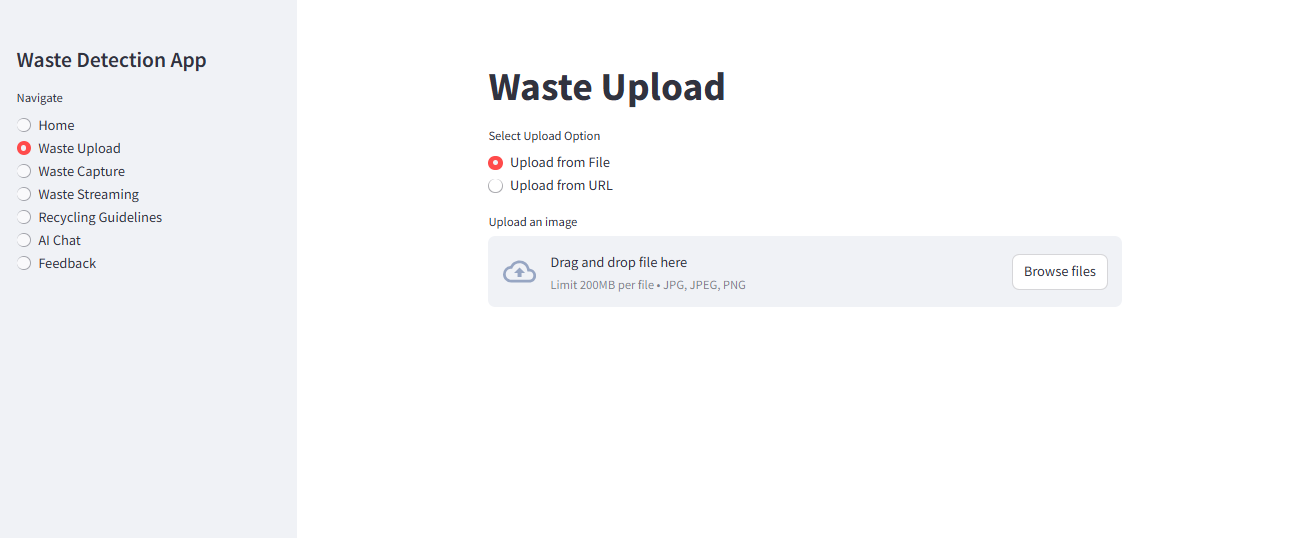 Waste Detection App
Navigate
Home
Waste Upload
Waste Capture
Waste Streaming
Recycling Guidelines
AI Chat
Feedback
Waste Upload
Select Upload Option
Upload from File
Upload from URL
Upload an image
Drag and drop file here
Limit 200MB per file • JPG, JPEG, PNG
Browse files